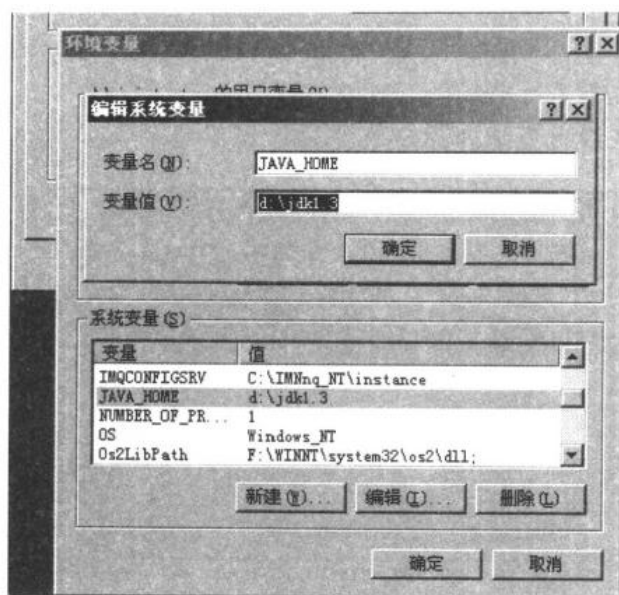 环境变量
编辑系统变量
变量名(N):
JAVA_HOME
变量值(V):
d:\jdk1.3
确定
取消
系统变量(S)
变量 值
IMQCONFIGSRV C:\IMNnq_NT\instance
JAVA_HOME d:\jdk1.3
NUMBER_OF_PR... 1
OS Windows_NT
Os2LibPath F:\WINNT\system32\os2\dll;
新建(W)... 编辑(I)... 删除(L)
确定 取消